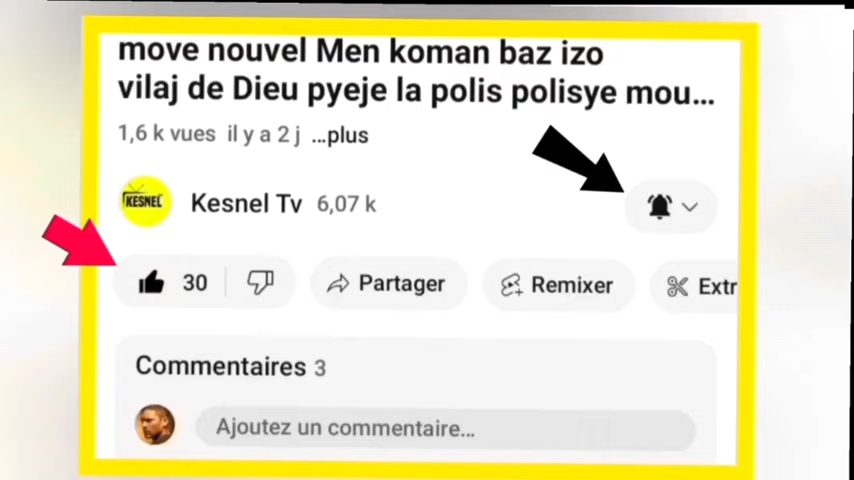 move nouvel Men koman baz izo
vilaj de Dieu pyeje la polis polisye mou...
1,6 k vues il y a 2 j ...plus
KESNEL
Kesnel Tv 6,07 k
30
Partager
Remixer
Extr
Commentaires 3
Ajoutez un commentaire...